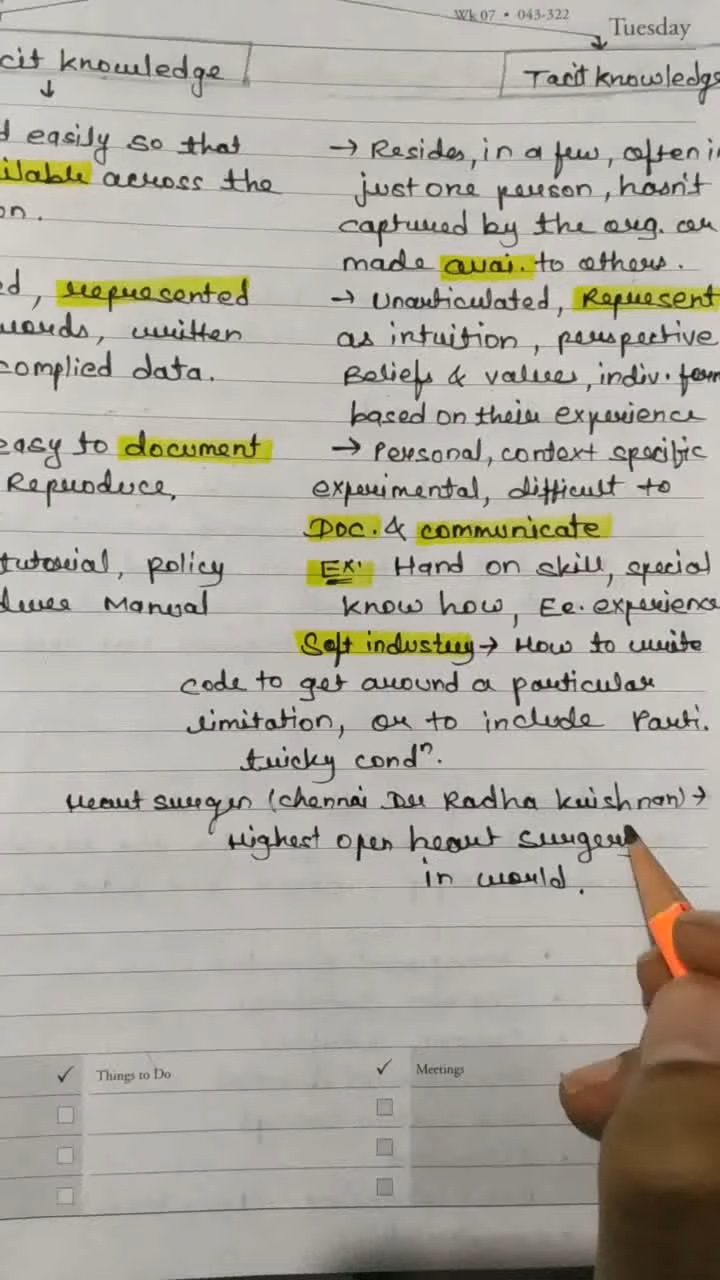 Wk 07 • 043-322
Tuesday
cit knowledge
Tacit knowledge
d easily so that
ilable across the
on.
→ Resides, in a few, often in
just one person, hasn't
captured by the org. or
made avai. to others.
ed, represented
words, written
complied data.
→ Unarticulated, Represent
as intuition, perspective
Beliefs & values, indiv. form
based on their experience
easy to document
Reproduce,
→ Personal, context specific
experimental, difficult to
Doc. & communicate
tutorial, policy
Manual
Ex. Hand on skill, special
know how, Ee. experience
Soft industry → How to write
code to get around a particular
limitation, or to include Parti.
tricky condⁿ.
Heart surgen (chennai Dr Radha Krishnan) →
Highest open heart surgery
in world.
✓ Things to Do ✓ Meetings